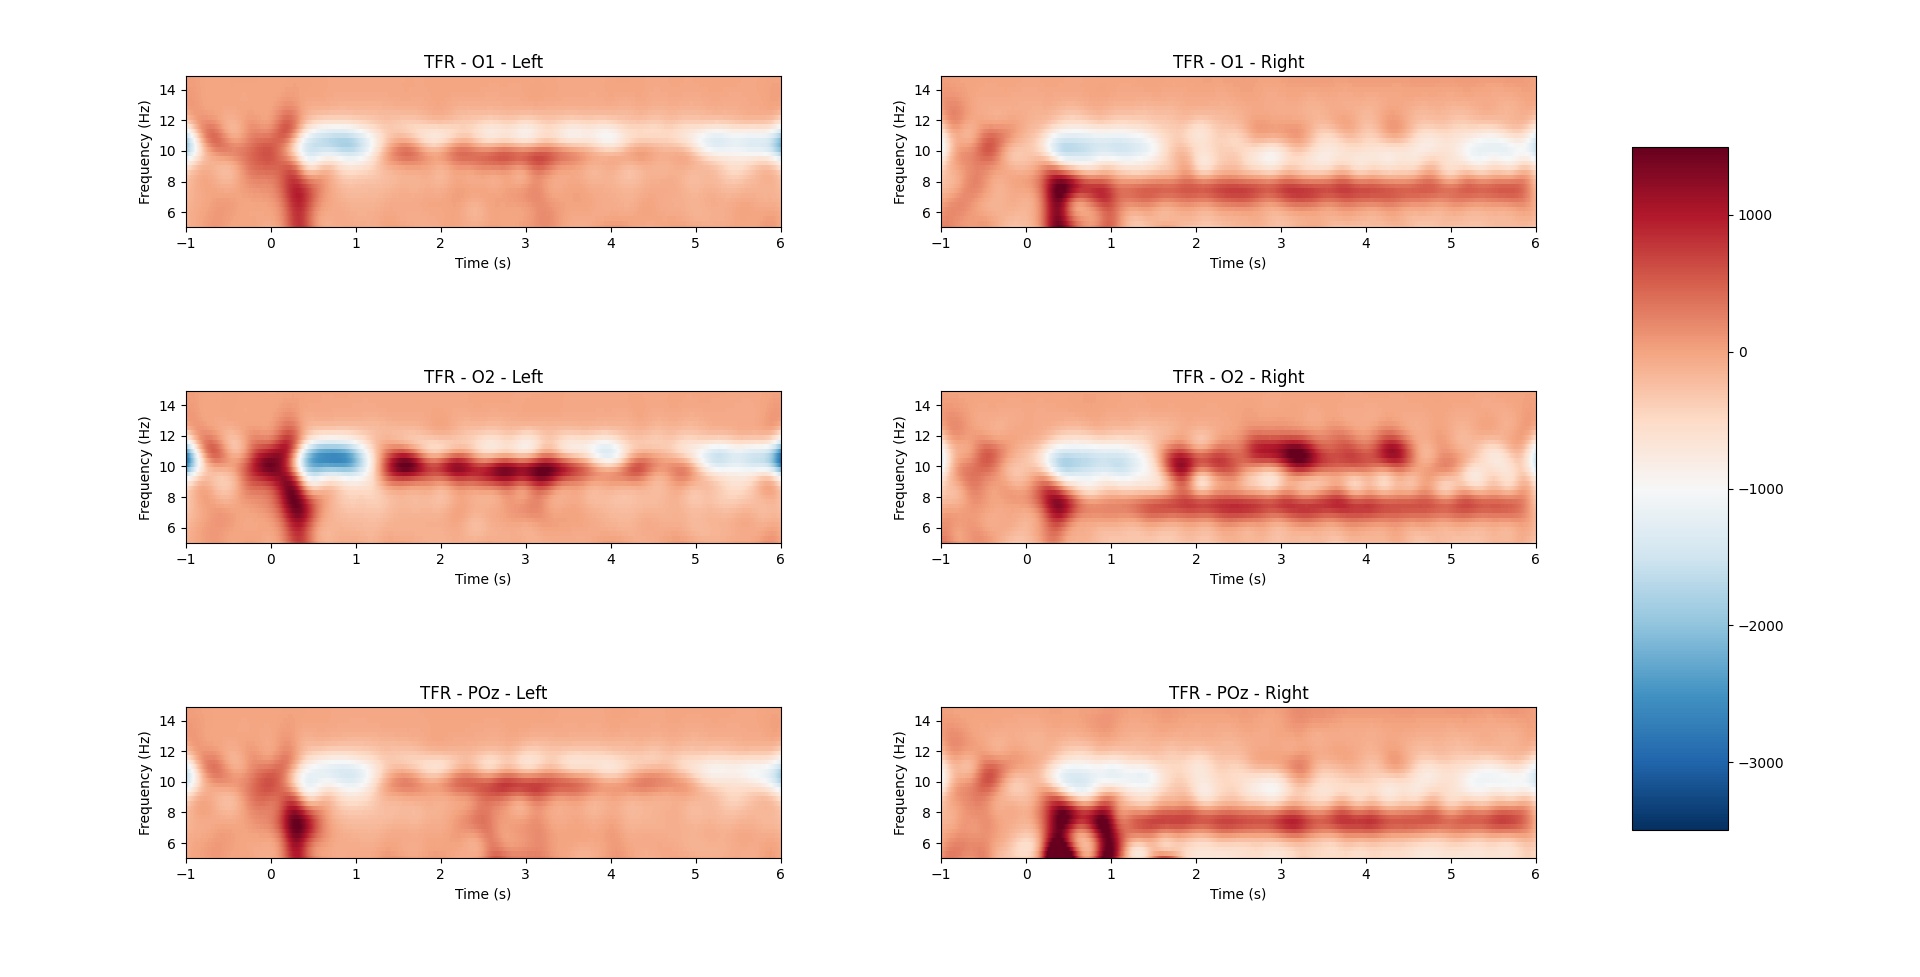 TFR - O1 - Left
14
12
10
8
6
Frequency (Hz)
−1 0 1 2 3 4 5 6
Time (s)
TFR - O1 - Right
14
12
10
8
6
Frequency (Hz)
−1 0 1 2 3 4 5 6
Time (s)
TFR - O2 - Left
14
12
10
8
6
Frequency (Hz)
−1 0 1 2 3 4 5 6
Time (s)
TFR - O2 - Right
14
12
10
8
6
Frequency (Hz)
−1 0 1 2 3 4 5 6
Time (s)
TFR - POz - Left
14
12
10
8
6
Frequency (Hz)
−1 0 1 2 3 4 5 6
Time (s)
TFR - POz - Right
14
12
10
8
6
Frequency (Hz)
−1 0 1 2 3 4 5 6
Time (s)
1000
0
−1000
−2000
−3000